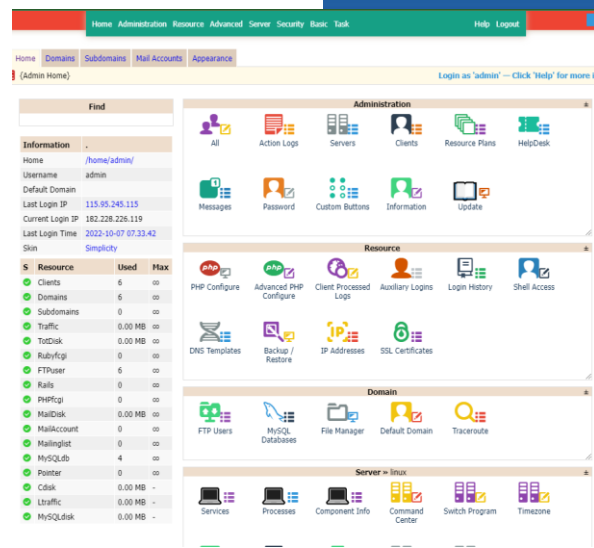 Home Administration Resource Advanced Server Security Basic Task Help Logout
Home Domains Subdomains Mail Accounts Appearance
(Admin Home) Login as 'admin' — Click 'Help' for more i
Find
Information .
Home /home/admin/
Username admin
Default Domain
Last Login IP 115.95.245.115
Current Login IP 182.228.226.119
Last Login Time 2022-10-07 07.33.42
Skin Simplicity
S Resource Used Max
Clients 6 ∞
Domains 6 ∞
Subdomains 0 ∞
Traffic 0.00 MB ∞
TotDisk 0.00 MB ∞
Rubyfcgi 0 ∞
FTPuser 6 ∞
Rails 0 ∞
PHPfcgi 0 ∞
MailDisk 0.00 MB ∞
MailAccount 0 ∞
Mailinglist 0 ∞
MySQLdb 4 ∞
Pointer 0 ∞
Cdisk 0.00 MB -
Ltraffic 0.00 MB -
MySQLdisk 0.00 MB -
Administration
All Action Logs Servers Clients Resource Plans HelpDesk
1
Messages Password Custom Buttons Information Update
Resource
php php
PHP Configure Advanced PHP Configure Client Processed Logs Auxiliary Logins Login History Shell Access
IP
DNS Templates Backup / Restore IP Addresses SSL Certificates
Domain
FTP Users MySQL Databases File Manager Default Domain Traceroute
Server » linux
Services Processes Component Info Command Center Switch Program Timezone